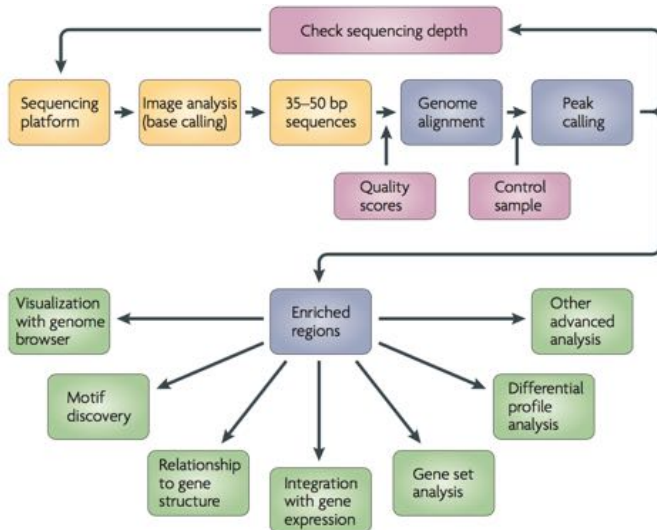 Check sequencing depth
Sequencing
platform
Image analysis
(base calling)
35–50 bp
sequences
Genome
alignment
Peak
calling
Quality
scores
Control
sample
Visualization
with genome
browser
Enriched
regions
Other
advanced
analysis
Motif
discovery
Differential
profile
analysis
Relationship
to gene
structure
Integration
with gene
expression
Gene set
analysis